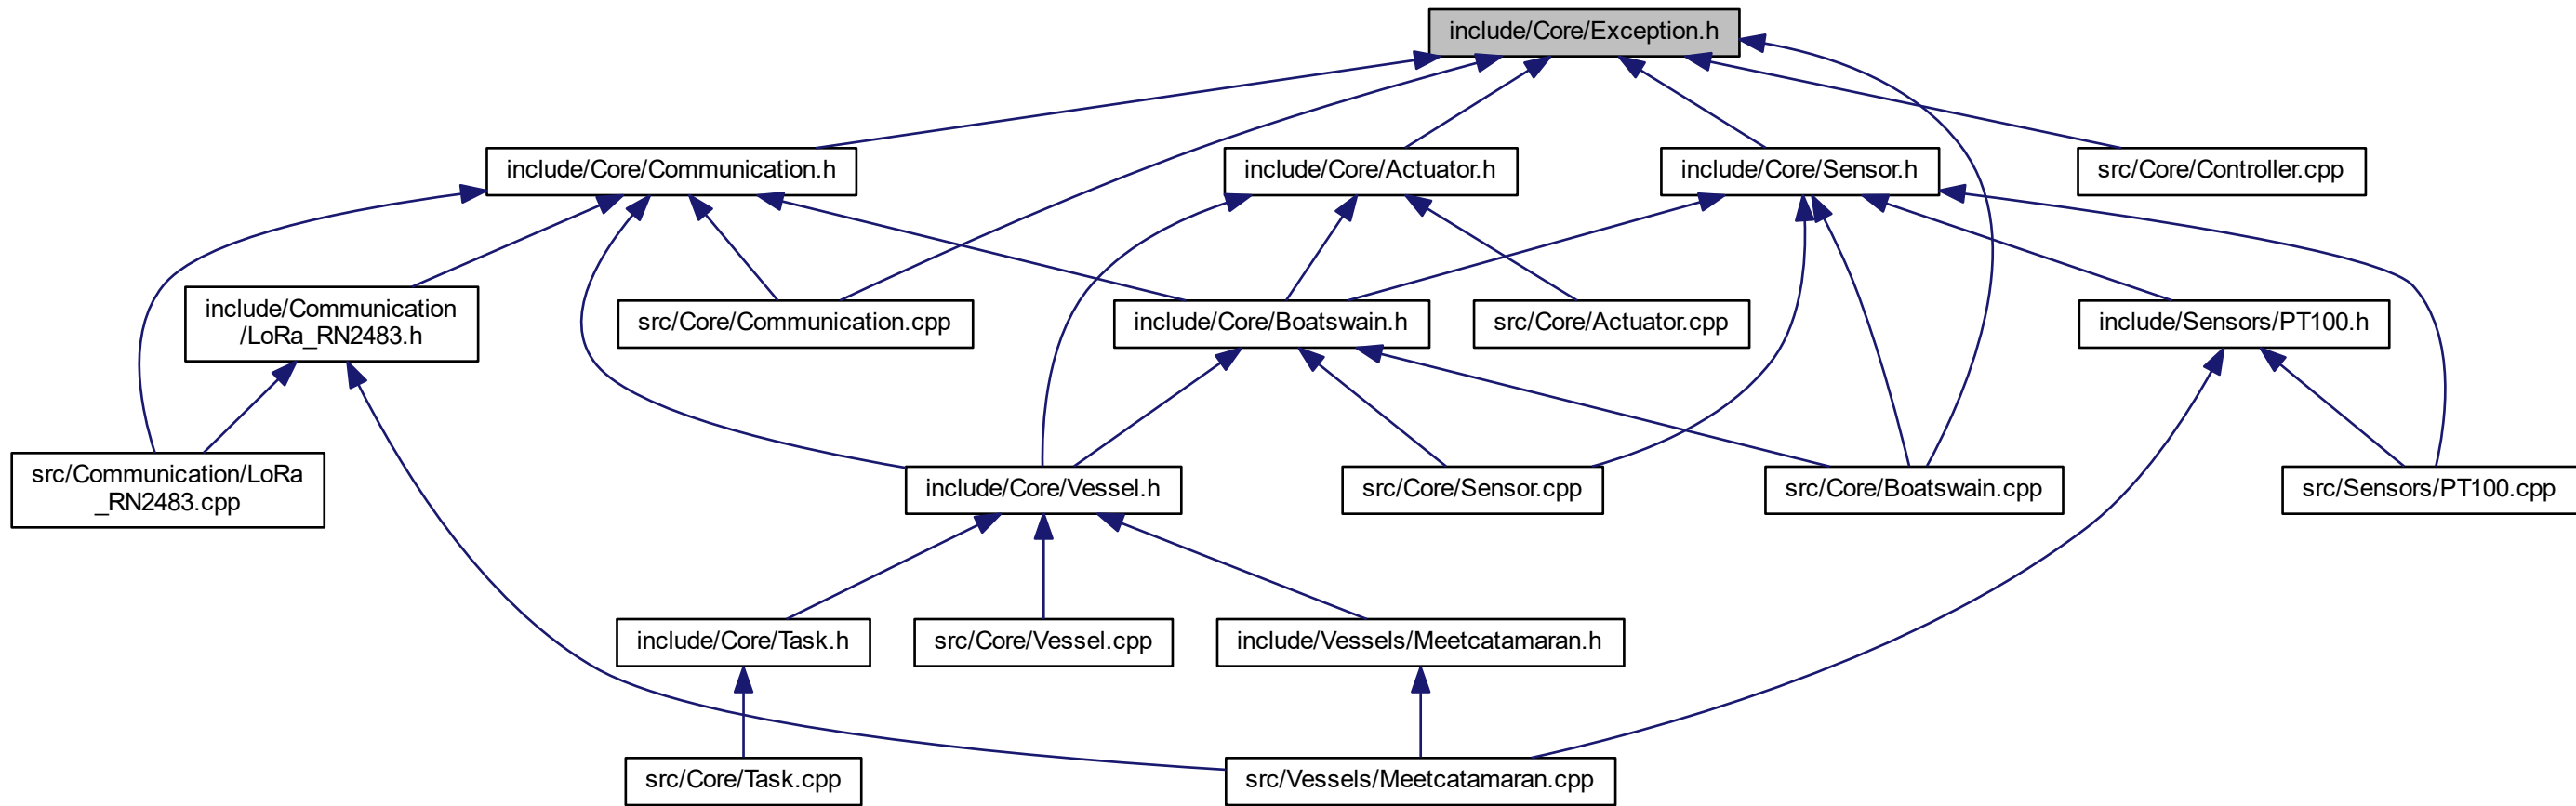 include/Core/Exception.h
include/Core/Communication.h
include/Core/Actuator.h
include/Core/Sensor.h
src/Core/Controller.cpp
include/Communication
/LoRa_RN2483.h
src/Core/Communication.cpp
include/Core/Boatswain.h
src/Core/Actuator.cpp
include/Sensors/PT100.h
src/Communication/LoRa
_RN2483.cpp
include/Core/Vessel.h
src/Core/Sensor.cpp
src/Core/Boatswain.cpp
src/Sensors/PT100.cpp
include/Core/Task.h
src/Core/Vessel.cpp
include/Vessels/Meetcatamaran.h
src/Core/Task.cpp
src/Vessels/Meetcatamaran.cpp